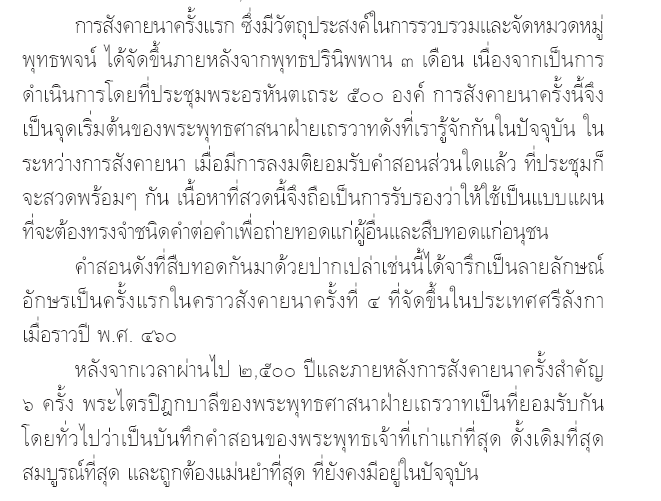 การสังคายนาครั้งแรก ซึ่งมีวัตถุประสงค์ในการรวบรวมและจัดหมวดหมู่
พุทธพจน์ ได้จัดขึ้นภายหลังจากพุทธปรินิพพาน ๓ เดือน เนื่องจากเป็นการ
ดำเนินการโดยที่ประชุมพระอรหันตเถระ ๕๐๐ องค์ การสังคายนาครั้งนี้จึง
เป็นจุดเริ่มต้นของพระพุทธศาสนาฝ่ายเถรวาทดังที่เรารู้จักกันในปัจจุบัน ใน
ระหว่างการสังคายนา เมื่อมีการลงมติยอมรับคำสอนส่วนใดแล้ว ที่ประชุมก็
จะสวดพร้อมๆ กัน เนื้อหาที่สวดนี้จึงถือเป็นการรับรองว่าให้ใช้เป็นแบบแผน
ที่จะต้องทรงจำชนิดคำต่อคำเพื่อถ่ายทอดแก่ผู้อื่นและสืบทอดแก่อนุชน
คำสอนดังที่สืบทอดกันมาด้วยปากเปล่าเช่นนี้ได้จารึกเป็นลายลักษณ์
อักษรเป็นครั้งแรกในคราวสังคายนาครั้งที่ ๔ ที่จัดขึ้นในประเทศศรีลังกา
เมื่อราวปี พ.ศ. ๔๖๐
หลังจากเวลาผ่านไป ๒,๕๐๐ ปีและภายหลังการสังคายนาครั้งสำคัญ
๖ ครั้ง พระไตรปิฎกบาลีของพระพุทธศาสนาฝ่ายเถรวาทเป็นที่ยอมรับกัน
โดยทั่วไปว่าเป็นบันทึกคำสอนของพระพุทธเจ้าที่เก่าแก่ที่สุด ดั้งเดิมที่สุด
สมบูรณ์ที่สุด และถูกต้องแม่นยำที่สุด ที่ยังคงมีอยู่ในปัจจุบัน